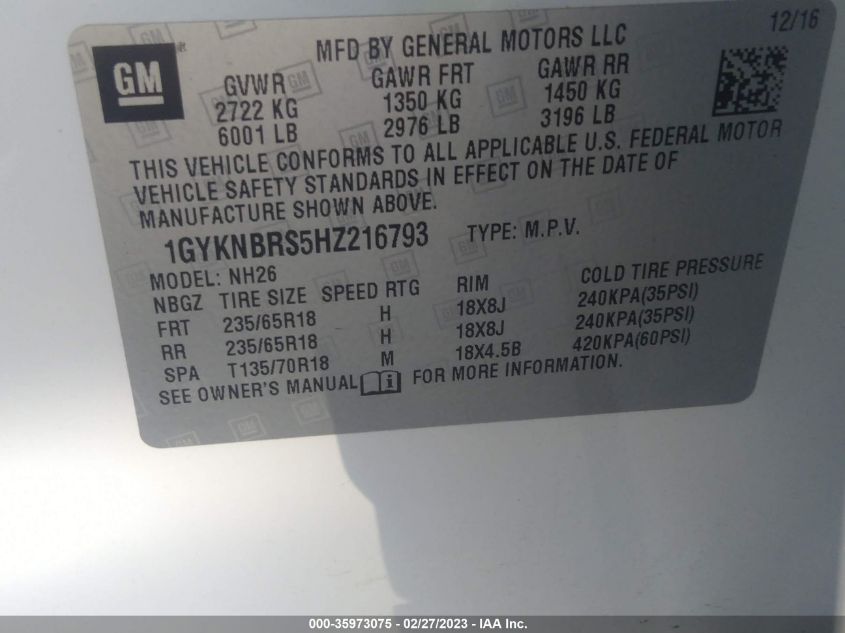 12/16
GM
MFD BY GENERAL MOTORS LLC
GVWR GAWR FRT GAWR RR
2722 KG 1350 KG 1450 KG
6001 LB 2976 LB 3196 LB
THIS VEHICLE CONFORMS TO ALL APPLICABLE U.S. FEDERAL MOTOR
VEHICLE SAFETY STANDARDS IN EFFECT ON THE DATE OF
MANUFACTURE SHOWN ABOVE.
1GYKNBRS5HZ216793 TYPE: M.P.V.
MODEL: NH26
NBGZ TIRE SIZE SPEED RTG RIM COLD TIRE PRESSURE
FRT 235/65R18 H 18X8J 240KPA(35PSI)
RR 235/65R18 H 18X8J 240KPA(35PSI)
SPA T135/70R18 M 18X4.5B 420KPA(60PSI)
SEE OWNER'S MANUAL i FOR MORE INFORMATION.
000-35973075 - 02/27/2023 - IAA Inc.